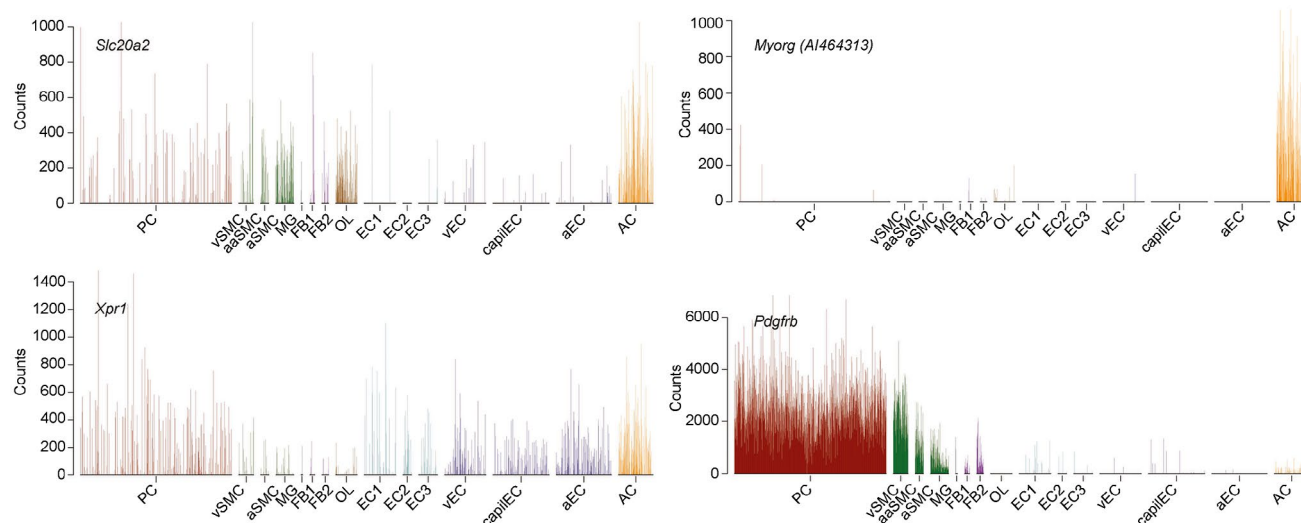 Slc20a2
Counts
1000
800
600
400
200
0
PC
vSMC
aaSMC
aSMC
MG
FB1
FB2
OL
EC1
EC2
EC3
vEC
capilEC
aEC
AC
Myorg (AI464313)
Counts
1000
800
600
400
200
0
PC
vSMC
aaSMC
aSMC
MG
FB1
FB2
OL
EC1
EC2
EC3
vEC
capilEC
aEC
AC
Xpr1
Counts
1400
1200
1000
800
600
400
200
0
PC
vSMC
aSMC
MG
FB1
FB2
OL
EC1
EC2
EC3
vEC
capilEC
aEC
AC
Pdgfrb
Counts
6000
4000
2000
0
PC
vSMC
aaSMC
aSMC
MG
FB1
FB2
OL
EC1
EC2
EC3
vEC
capilEC
aEC
AC